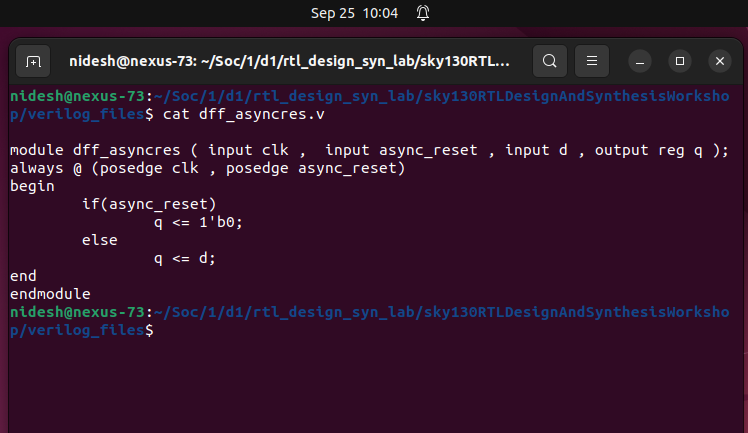 Sep 25 10:04
nidesh@nexus-73: ~/Soc/1/d1/rtl_design_syn_lab/sky130RTL...
nidesh@nexus-73:~/Soc/1/d1/rtl_design_syn_lab/sky130RTLDesignAndSynthesisWorksho
p/verilog_files$ cat dff_asyncres.v
module dff_asyncres ( input clk ,  input async_reset , input d , output reg q );
always @ (posedge clk , posedge async_reset)
begin
        if(async_reset)
                q <= 1'b0;
        else
                q <= d;
end
endmodule
nidesh@nexus-73:~/Soc/1/d1/rtl_design_syn_lab/sky130RTLDesignAndSynthesisWorksho
p/verilog_files$